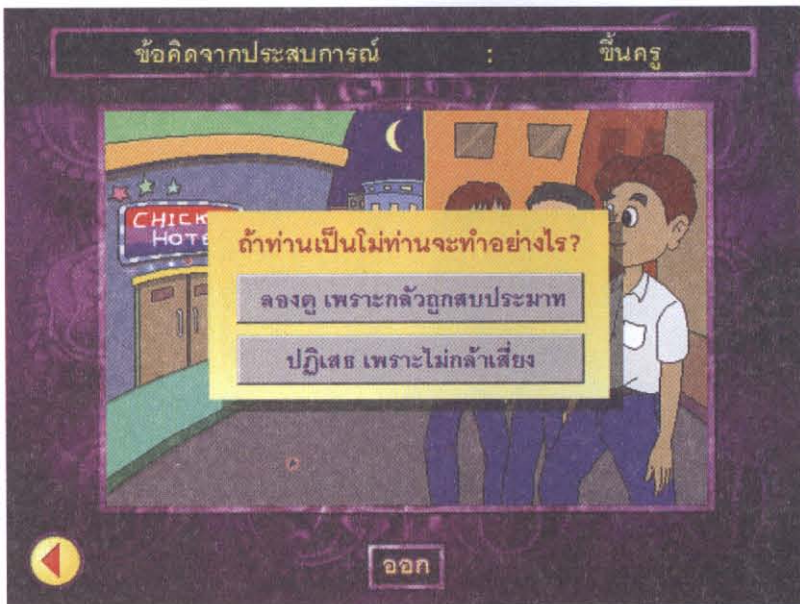 ข้อคิดจากประสบการณ์ : ขึ้นครู
CHICK
HOTE
ถ้าท่านเป็นโม่ท่านจะทำอย่างไร?
ลองดู เพราะกลัวถูกสบประมาท
ปฏิเสธ เพราะไม่กล้าเสี่ยง
ออก